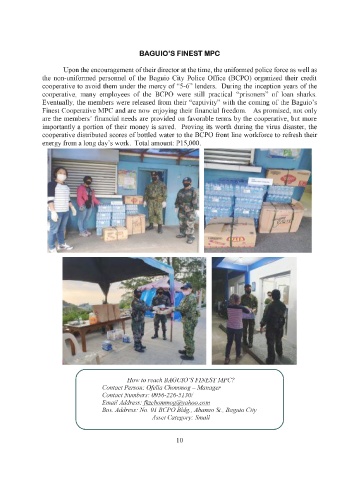 BAGUIO'S FINEST MPC
Upon the encouragement of their director at the time, the uniformed police force as well as
the non-uniformed personnel of the Baguio City Police Office (BCPO) organized their credit
cooperative to avoid them under the mercy of "5-6" lenders. During the inception years of the
cooperative, many employees of the BCPO were still practical "prisoners" of loan sharks.
Eventually, the members were released from their "captivity" with the coming of the Baguio's
Finest Cooperative MPC and are now enjoying their financial freedom. As promised, not only
are the members' financial needs are provided on favorable terms by the cooperative, but more
importantly a portion of their money is saved. Proving its worth during the virus disaster, the
cooperative distributed scores of bottled water to the BCPO front line workforce to refresh their
energy from a long day's work. Total amount: P15,000.
How to reach BAGUIO'S FINEST MPC?
Contact Person: Ofelia Chommog – Manager
Contact Numbers: 0956-226-5130/
Email Address:
Bus. Address: No. 91 BCPO Bldg., Abanao St., Baguio City
Asset Category: Small
10